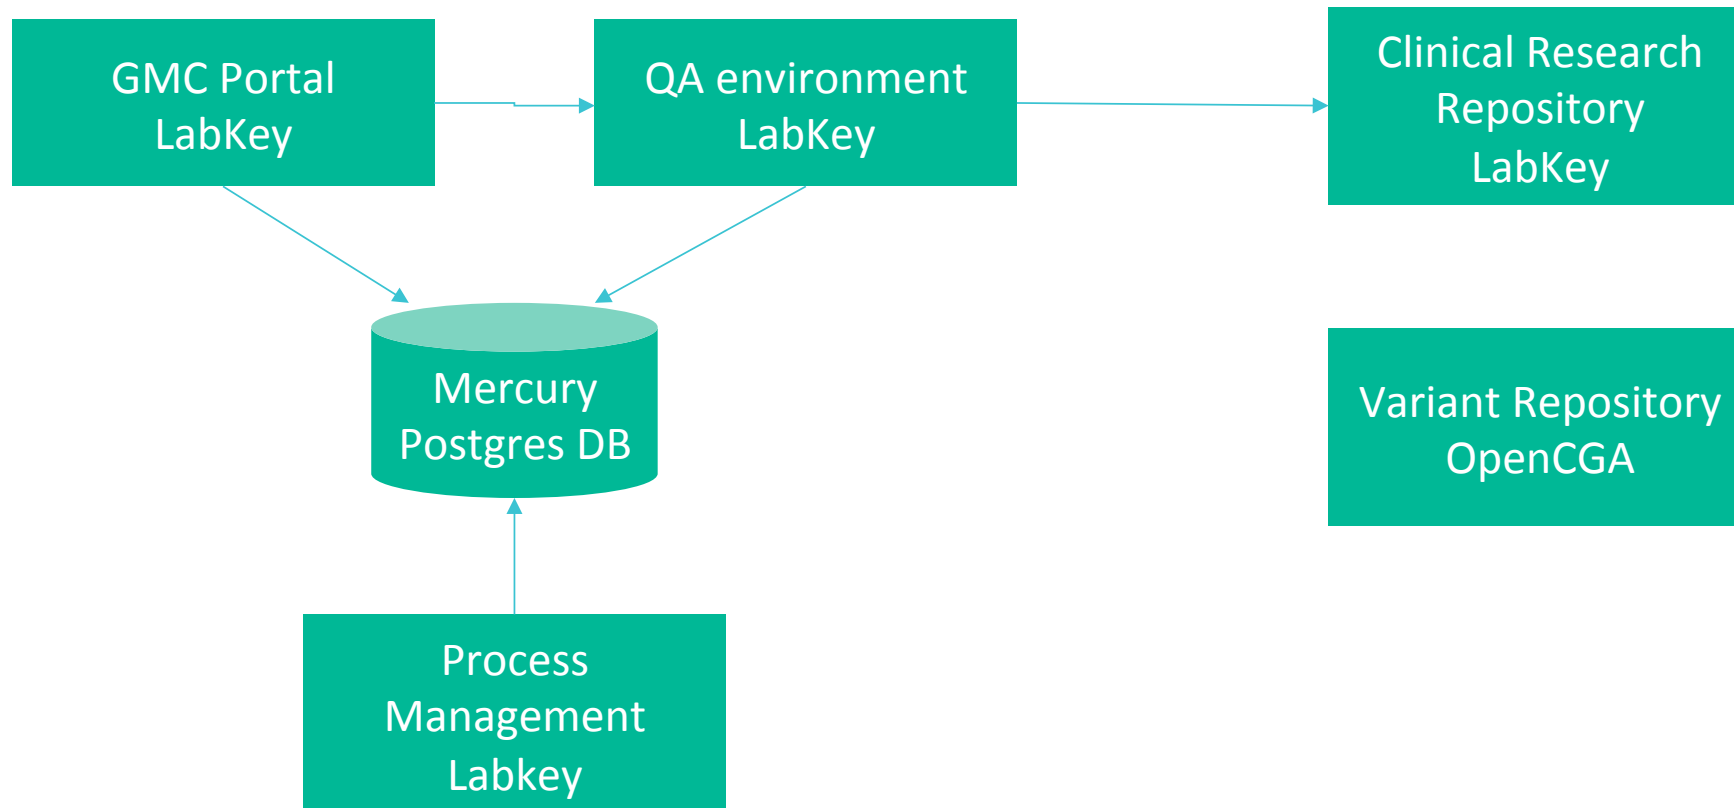 GMC Portal
LabKey
QA environment
LabKey
Clinical Research
Repository
LabKey
Mercury
Postgres DB
Variant Repository
OpenCGA
Process
Management
Labkey